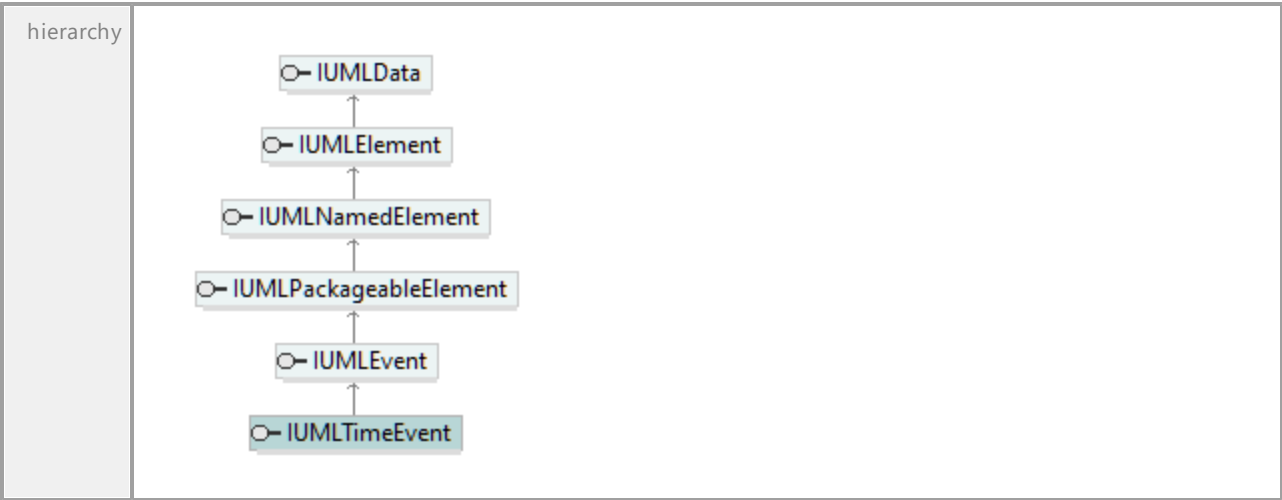 hierarchy
IUMLData
IUMLElement
IUMLNamedElement
IUMLPackageableElement
IUMLEvent
IUMLTimeEvent